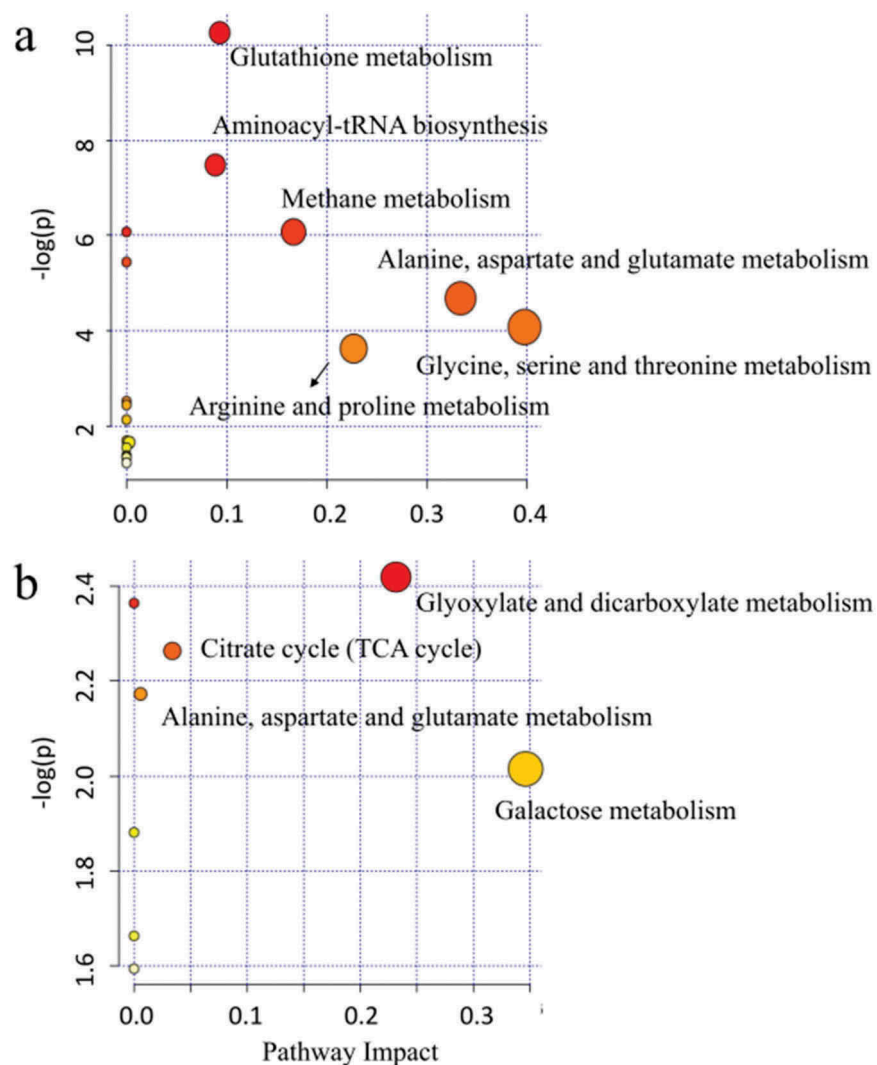 a
10
Glutathione metabolism
Aminoacyl-tRNA biosynthesis
8
Methane metabolism
6
-log(p)
Alanine, aspartate and glutamate metabolism
4
Glycine, serine and threonine metabolism
Arginine and proline metabolism
2
0.0 0.1 0.2 0.3 0.4
b
2.4
Glyoxylate and dicarboxylate metabolism
Citrate cycle (TCA cycle)
2.2
Alanine, aspartate and glutamate metabolism
-log(p)
2.0
Galactose metabolism
1.8
1.6
0.0 0.1 0.2 0.3
Pathway Impact